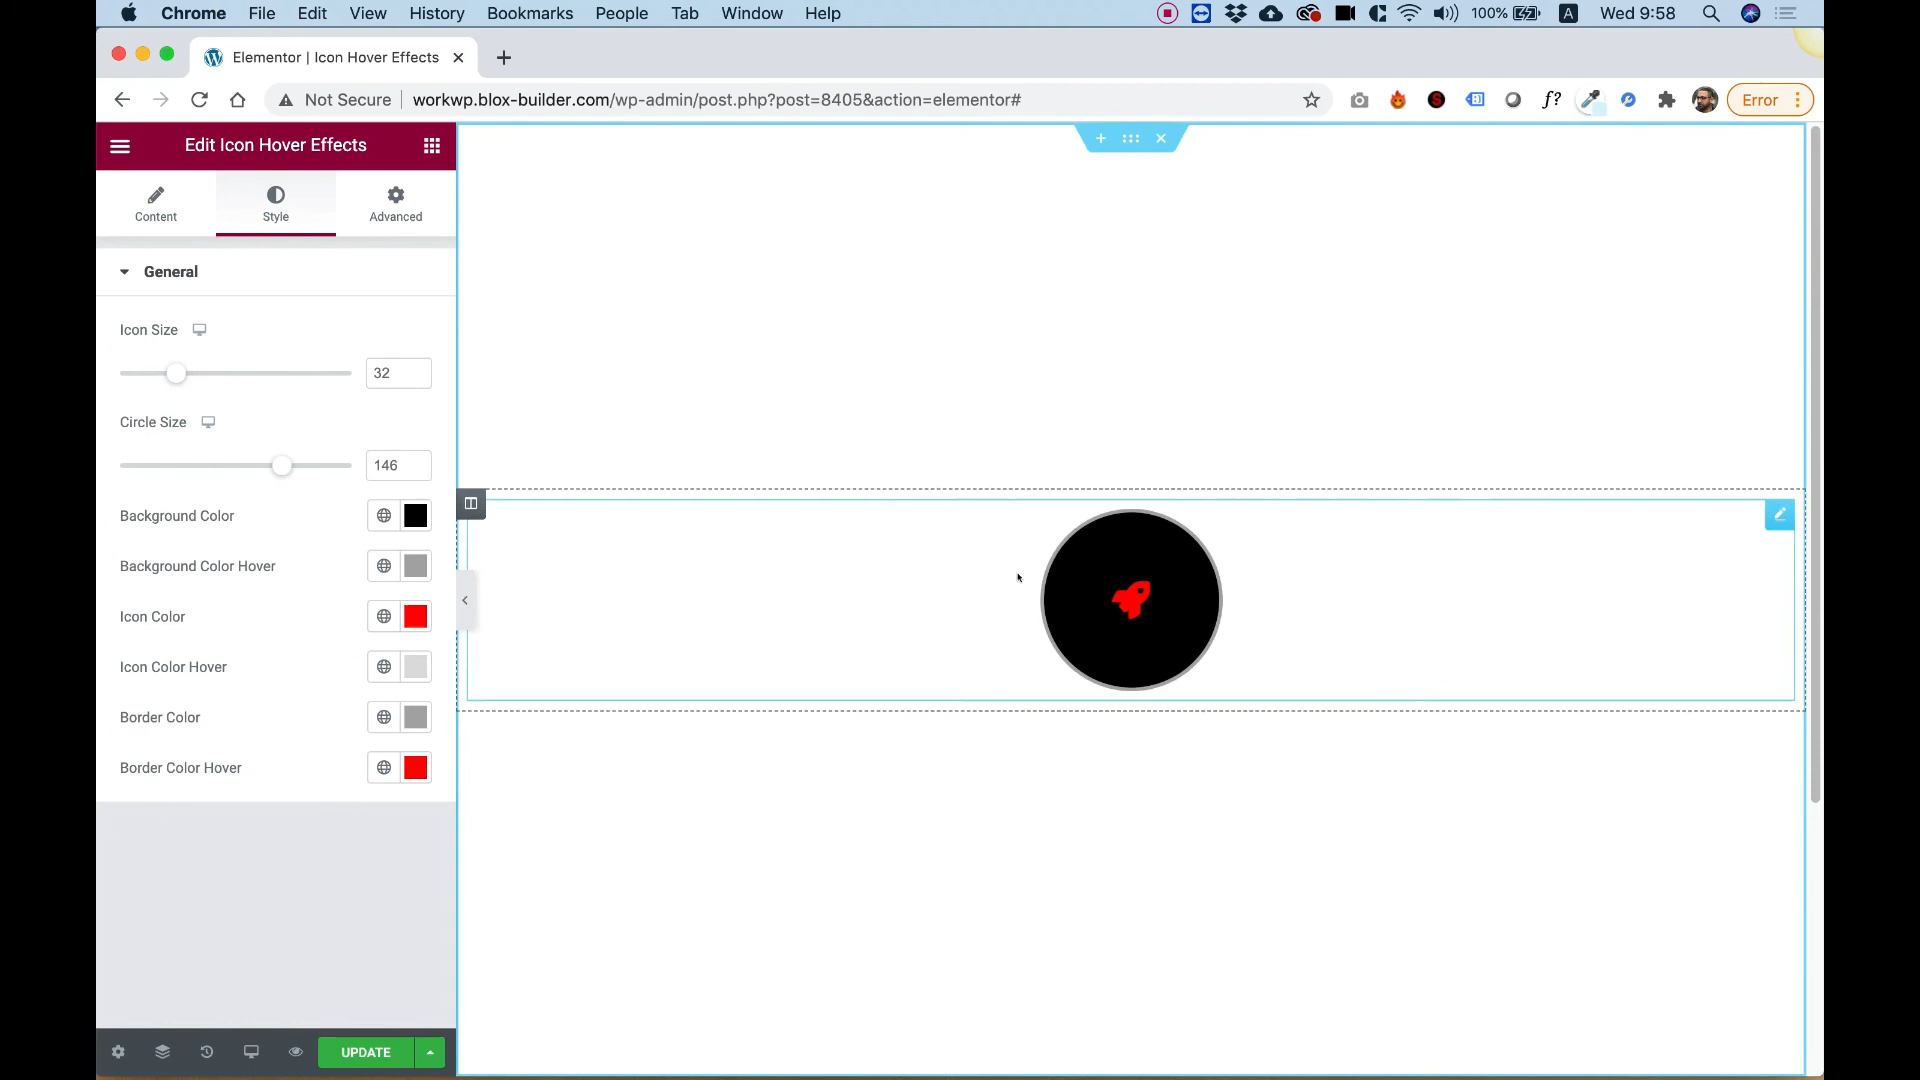 Chrome File Edit View History Bookmarks People Tab Window Help 100% A Wed 9:58
Elementor | Icon Hover Effects
Not Secure workwp.blox-builder.com/wp-admin/post.php?post=8405&action=elementor# S f? Error
Edit Icon Hover Effects
Content Style Advanced
General
Icon Size
32
Circle Size
146
Background Color
Background Color Hover
Icon Color
Icon Color Hover
Border Color
Border Color Hover
UPDATE